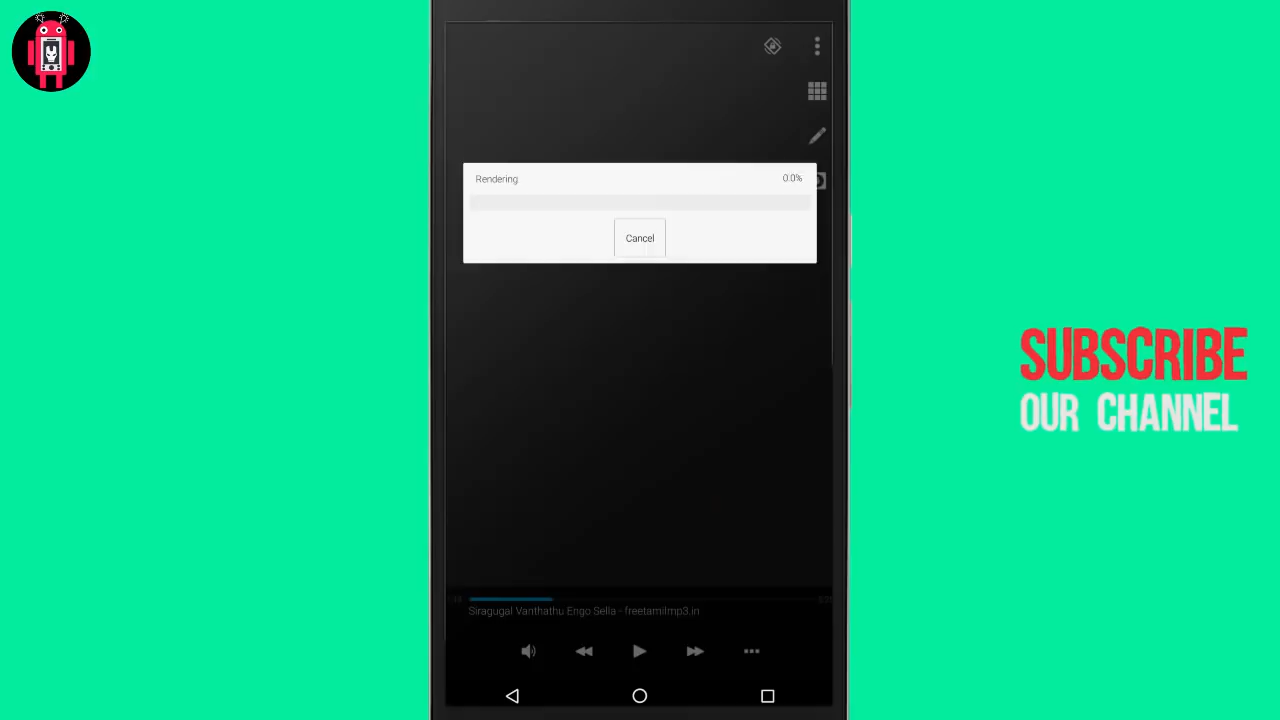 Rendering 0.0%
Cancel
Siragugal Vanthathu Engo Sella - freetamilmp3.in
SUBSCRIBE
OUR CHANNEL